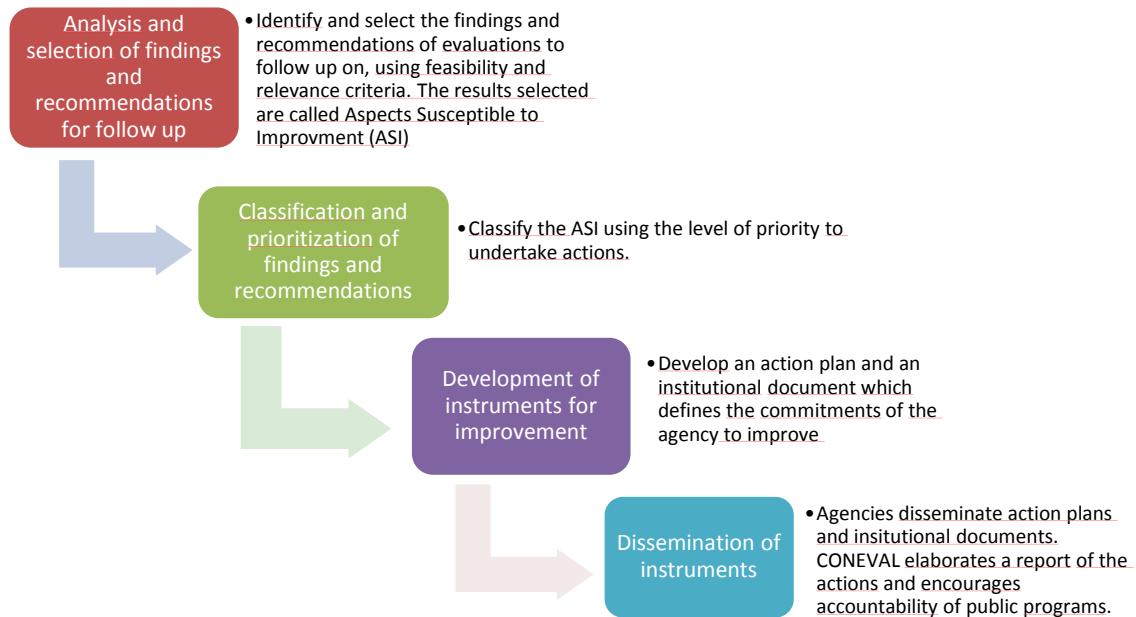 Analysis and
selection of findings
and
recommendations
for follow up
•Identify and select the findings and
recommendations of evaluations to
follow up on, using feasibility and
relevance criteria. The results selected
are called Aspects Susceptible to
Improvment (ASI)
Classification and
prioritization of
findings and
recommendations
•Classify the ASI using the level of priority to
undertake actions.
Development of
instruments for
improvement
•Develop an action plan and an
institutional document which
defines the commitments of the
agency to improve
Dissemination of
instruments
•Agencies disseminate action plans
and insitutional documents.
CONEVAL elaborates a report of the
actions and encourages
accountability of public programs.